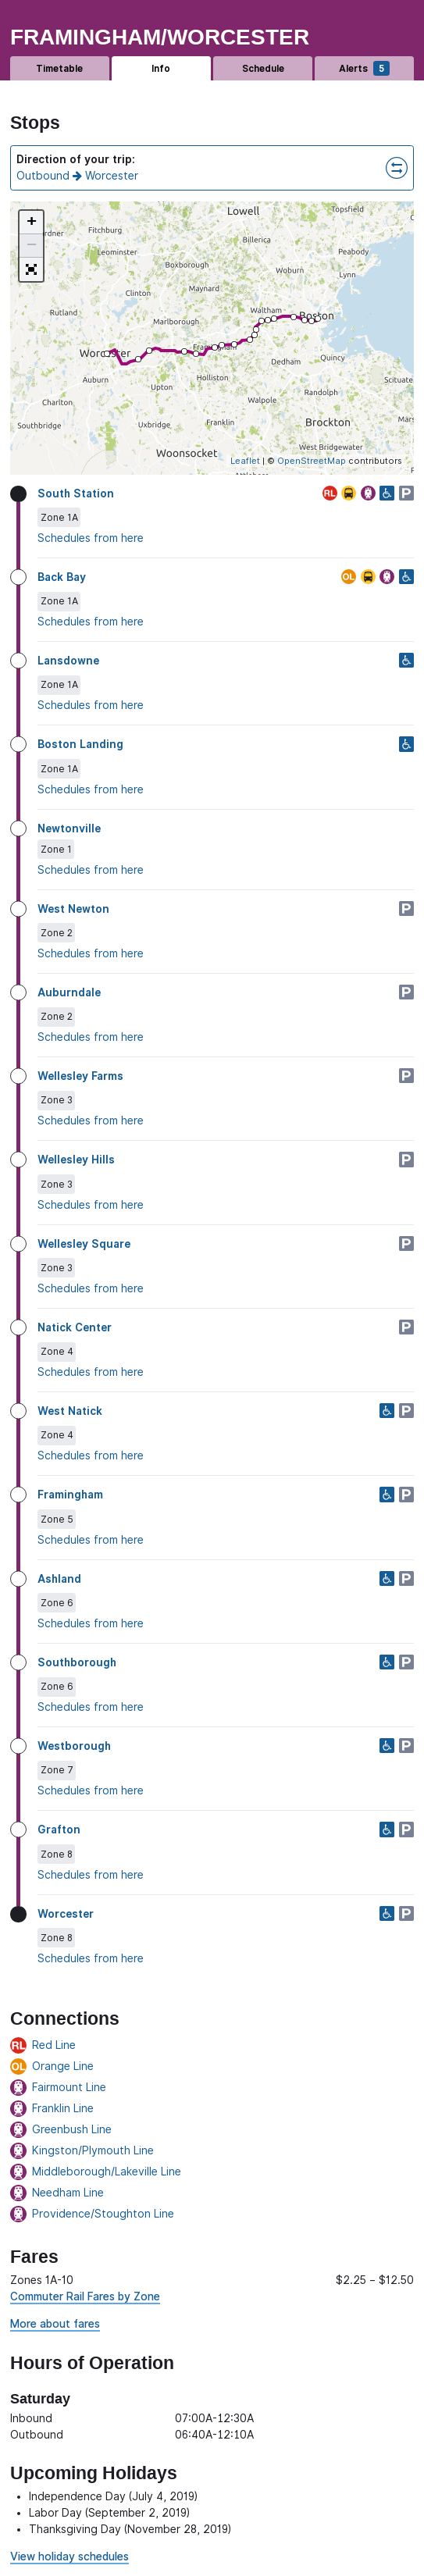 FRAMINGHAM/WORCESTER
Timetable Info Schedule Alerts 5
Stops
Direction of your trip:
Outbound Worcester
Lowell
Topsfield
Fitchburg
Billerica
Leominster
Peabody
Boxborough
Woburn
Lynn
Maynard
Clinton
Rutland
Waltham
Boston
Marlborough
Worcester
Framingham
Quincy
Dedham
Auburn
Holliston
Upton
Scituate
Randolph
Walpole
Charlton
Brockton
Franklin
Uxbridge
Southbridge
West Bridgewater
Woonsocket
Leaflet | © OpenStreetMap contributors
South Station RL P
Zone 1A
Schedules from here
Back Bay OL
Zone 1A
Schedules from here
Lansdowne
Zone 1A
Schedules from here
Boston Landing
Zone 1A
Schedules from here
Newtonville
Zone 1
Schedules from here
West Newton P
Zone 2
Schedules from here
Auburndale P
Zone 2
Schedules from here
Wellesley Farms P
Zone 3
Schedules from here
Wellesley Hills P
Zone 3
Schedules from here
Wellesley Square P
Zone 3
Schedules from here
Natick Center P
Zone 4
Schedules from here
West Natick P
Zone 4
Schedules from here
Framingham P
Zone 5
Schedules from here
Ashland P
Zone 6
Schedules from here
Southborough P
Zone 6
Schedules from here
Westborough P
Zone 7
Schedules from here
Grafton P
Zone 8
Schedules from here
Worcester P
Zone 8
Schedules from here
Connections
RL Red Line
OL Orange Line
Fairmount Line
Franklin Line
Greenbush Line
Kingston/Plymouth Line
Middleborough/Lakeville Line
Needham Line
Providence/Stoughton Line
Fares
Zones 1A-10 $2.25 – $12.50
Commuter Rail Fares by Zone
More about fares
Hours of Operation
Saturday
Inbound 07:00A-12:30A
Outbound 06:40A-12:10A
Upcoming Holidays
• Independence Day (July 4, 2019)
• Labor Day (September 2, 2019)
• Thanksgiving Day (November 28, 2019)
View holiday schedules